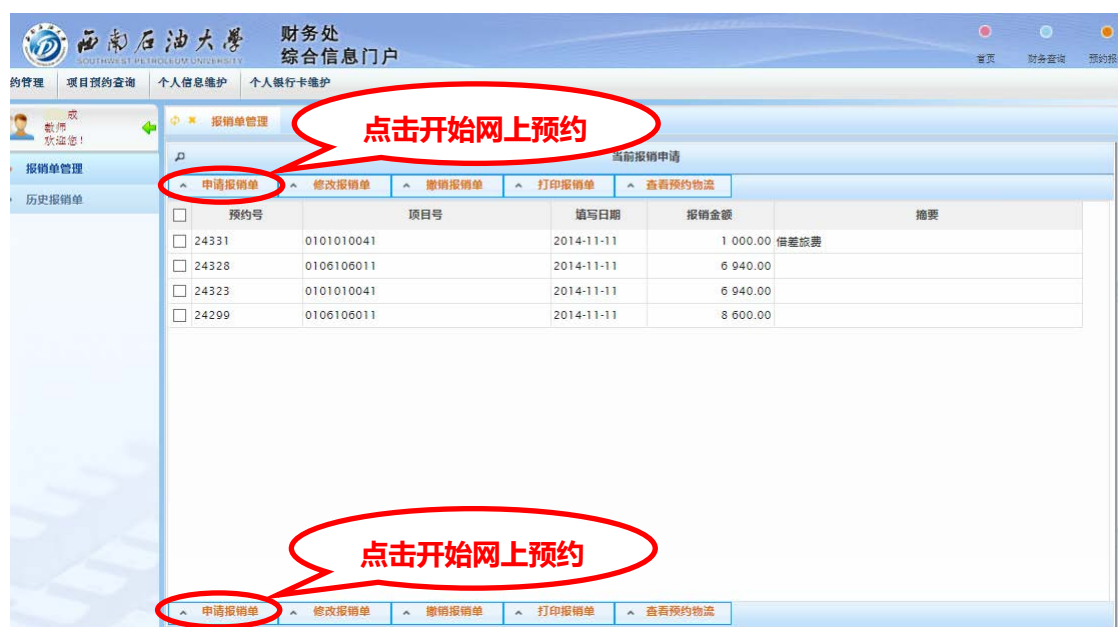 西南石油大学
SOUTHWEST PETROLEUM UNIVERSITY
财务处
综合信息门户
首页 财务查询 预约报
约管理 项目预约查询 个人信息维护 个人银行卡维护
成
教师
欢迎您!
报销单管理
历史报销单
报销单管理
点击开始网上预约
当前报销申请
申请报销单 修改报销单 撤销报销单 打印报销单 查看预约物流
预约号 项目号 填写日期 报销金额 摘要
24331 0101010041 2014-11-11 1 000.00 借差旅费
24328 0106106011 2014-11-11 6 940.00
24323 0101010041 2014-11-11 6 940.00
24299 0106106011 2014-11-11 8 600.00
点击开始网上预约
申请报销单 修改报销单 撤销报销单 打印报销单 查看预约物流